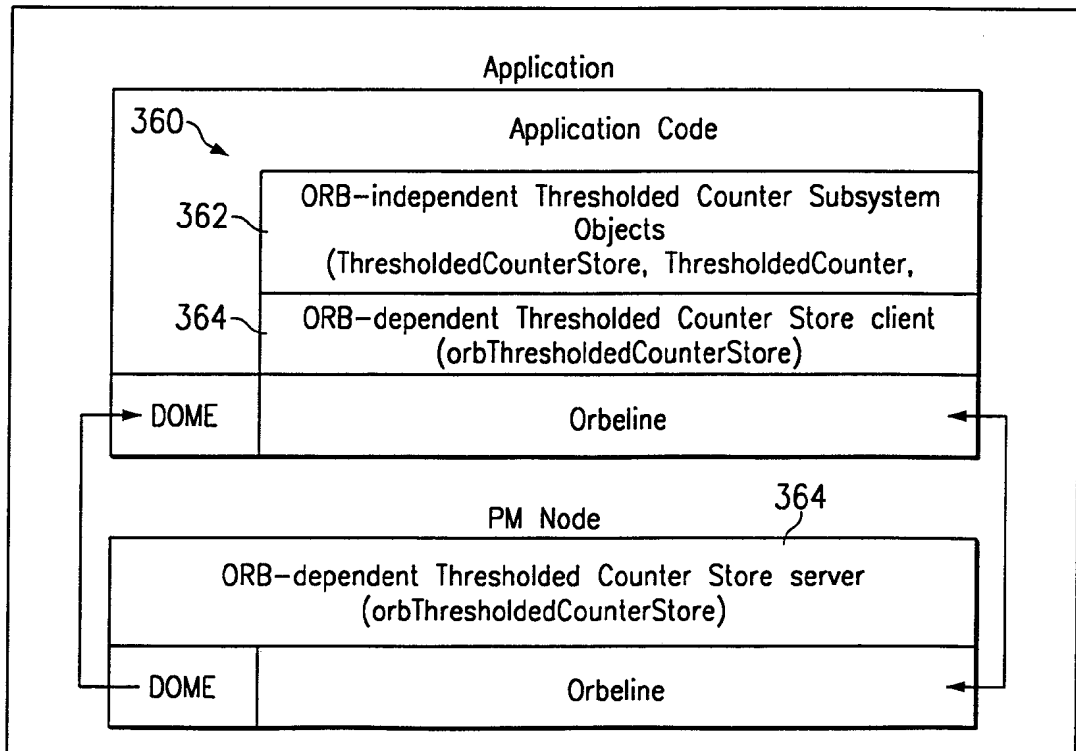 Application
360
Application Code
362
ORB-independent Thresholded Counter Subsystem
Objects
(ThresholdedCounterStore, ThresholdedCounter,
364
ORB-dependent Thresholded Counter Store client
(orbThresholdedCounterStore)
DOME
Orbeline
364
PM Node
ORB-dependent Thresholded Counter Store server
(orbThresholdedCounterStore)
DOME
Orbeline